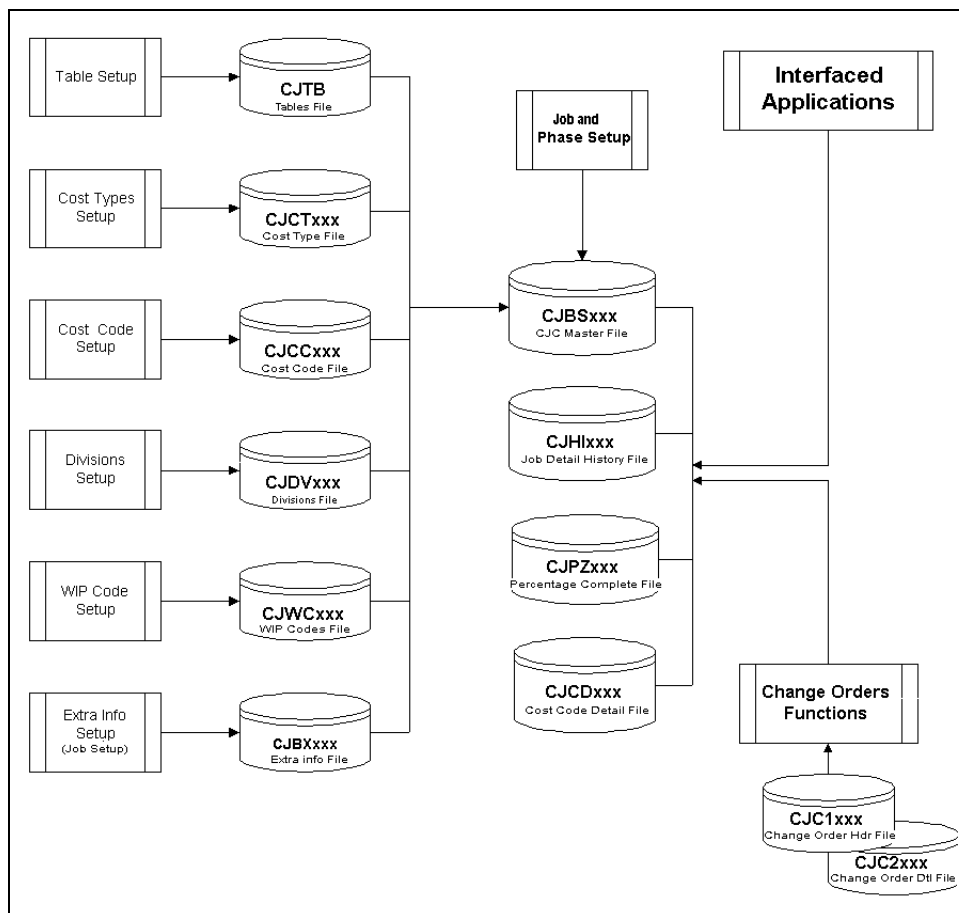 Table Setup
CJTB
Tables File
Cost Types
Setup
CJCTxxx
Cost Type File
Cost Code
Setup
CJCCxxx
Cost Code File
Divisions
Setup
CJDVxxx
Divisions File
WIP Code
Setup
CJWCxxx
WIP Codes File
Extra Info
Setup
(Job Setup)
CJBXxxx
Extra info File
Job and
Phase Setup
CJBSxxx
CJC Master File
CJHIxxx
Job Detail History File
CJPZxxx
Percentage Complete File
CJCDxxx
Cost Code Detail File
Interfaced
Applications
Change Orders
Functions
CJC1xxx
Change Order Hdr File
CJC2xxx
Change Order Dtl File